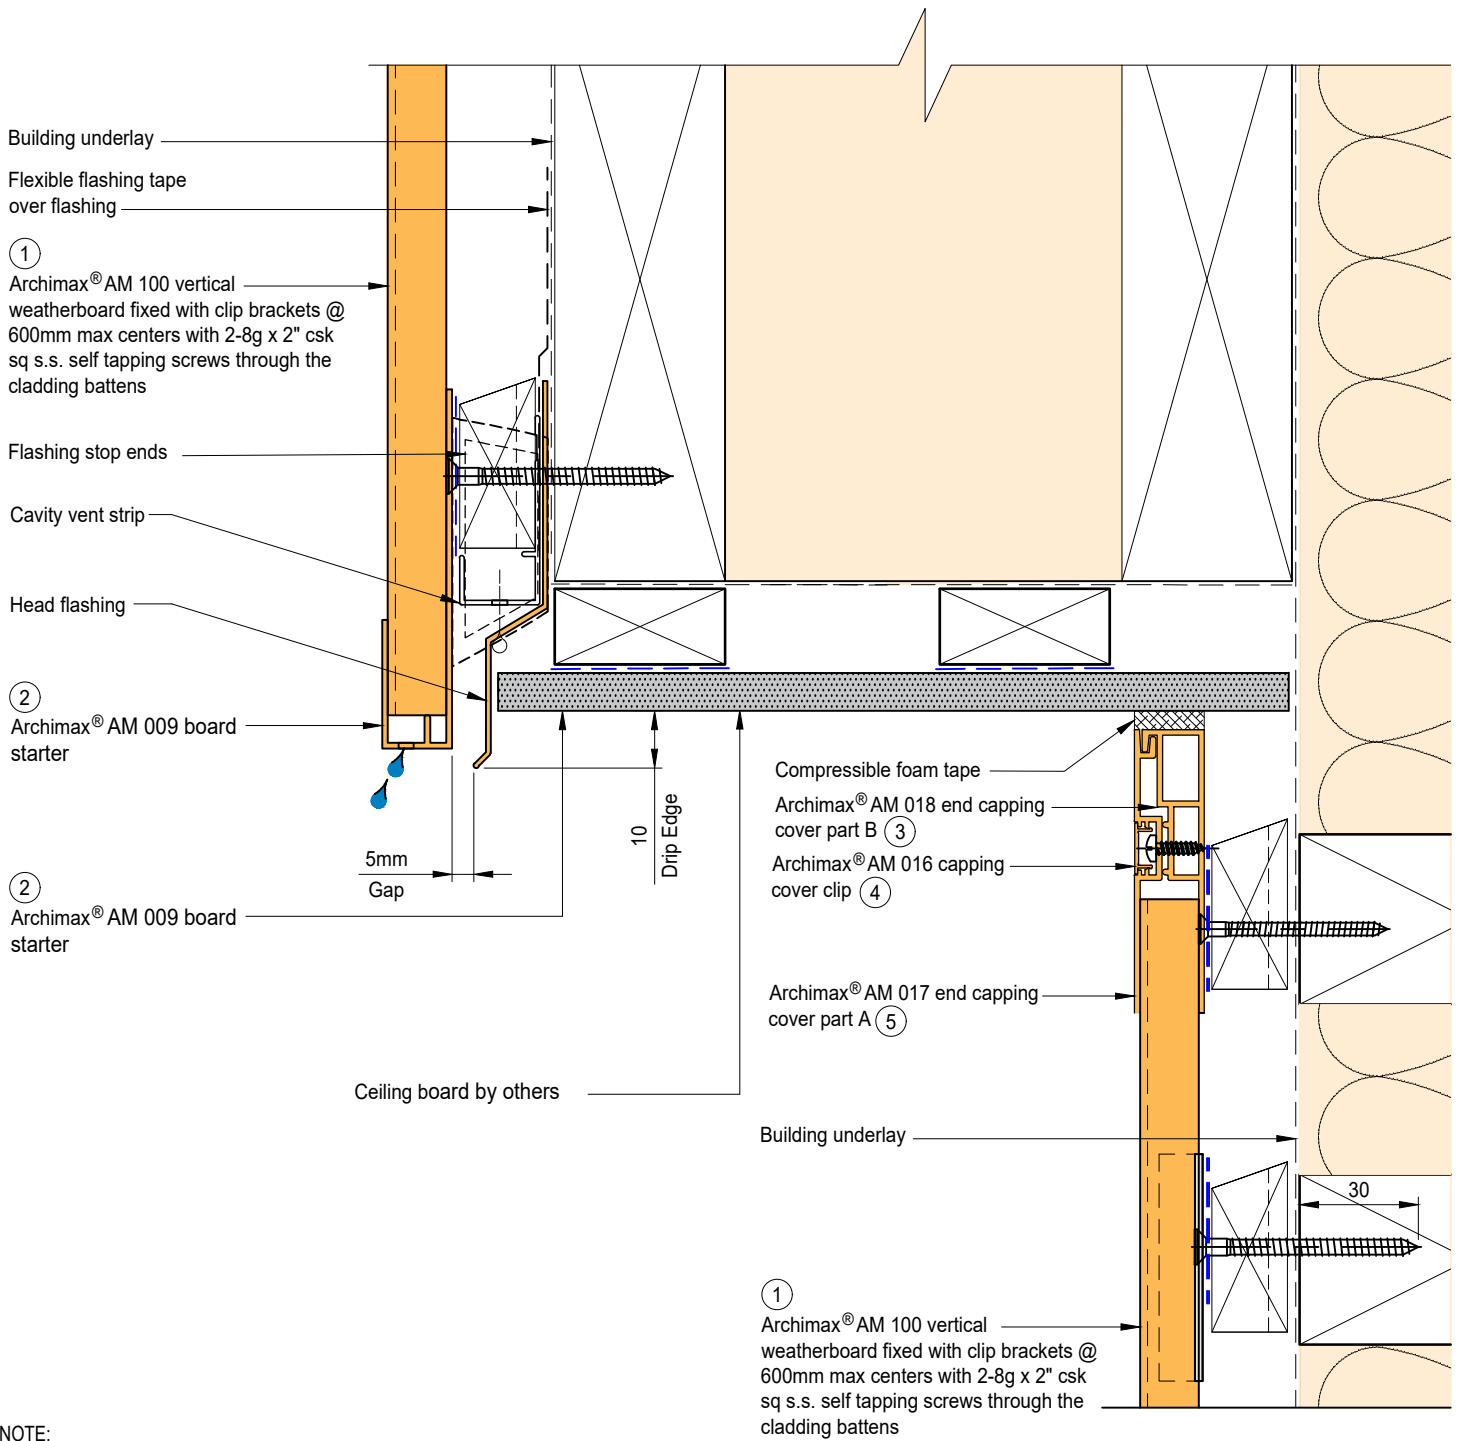 Building underlay
Flexible flashing tape
over flashing
1
Archimax® AM 100 vertical
weatherboard fixed with clip brackets @
600mm max centers with 2-8g x 2" csk
sq s.s. self tapping screws through the
cladding battens
Flashing stop ends
Cavity vent strip
Head flashing
2
Archimax® AM 009 board
starter
5mm
Gap
10
Drip Edge
2
Archimax® AM 009 board
starter
Ceiling board by others
Compressible foam tape
Archimax® AM 018 end capping
cover part B 3
Archimax® AM 016 capping
cover clip 4
Archimax® AM 017 end capping
cover part A 5
Building underlay
30
1
Archimax® AM 100 vertical
weatherboard fixed with clip brackets @
600mm max centers with 2-8g x 2" csk
sq s.s. self tapping screws through the
cladding battens
NOTE: